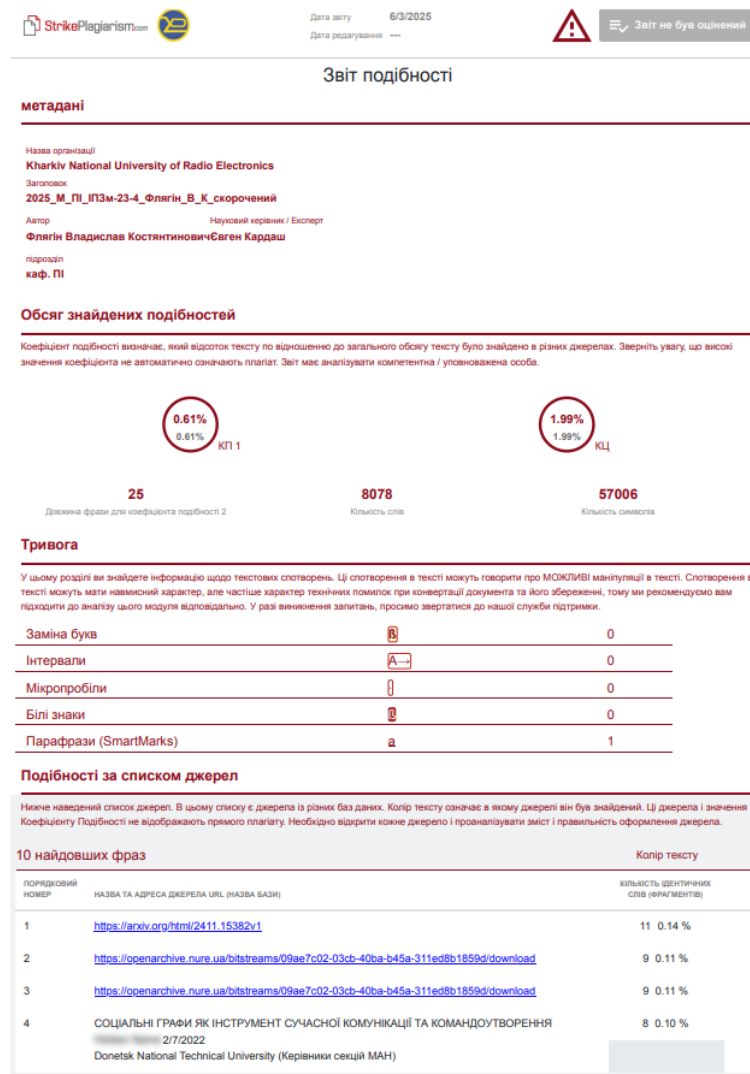 StrikePlagiarism.com
Дата звіту 6/3/2025
Дата редагування ---
Звіт не був оцінений
Звіт подібності
метадані
Назва організації
Kharkiv National University of Radio Electronics
Заголовок
2025_М_ПІ_ІПЗм-23-4_Флягін_В_К_скорочений
Автор Науковий керівник / Експерт
Флягін Владислав КостянтиновичЄвген Кардаш
підрозділ
каф. ПІ
Обсяг знайдених подібностей
Коефіцієнт подібності визначає, який відсоток тексту по відношенню до загального обсягу тексту було знайдено в різних джерелах. Зверніть увагу, що високі
значення коефіцієнта не автоматично означають плагіат. Звіт має аналізувати компетентна / уповноважена особа.
0.61% 1.99%
0.61% 1.99%
КП 1 КЦ
25 8078 57006
Довжина фрази для коефіцієнта подібності 2 Кількість слів Кількість символів
Тривога
У цьому розділі ви знайдете інформацію щодо текстових спотворень. Ці спотворення в тексті можуть говорити про МОЖЛИВІ маніпуляції в тексті. Спотворення в
тексті можуть мати навмисний характер, але частіше характер технічних помилок при конвертації документа та його збереженні, тому ми рекомендуємо вам
підходити до аналізу цього модуля відповідально. У разі виникнення запитань, просимо звертатися до нашої служби підтримки.
Заміна букв ß 0
Інтервали A→ 0
Мікропробіли 0
Білі знаки ß 0
Парафрази (SmartMarks) a 1
Подібності за списком джерел
Нижче наведений список джерел. В цьому списку є джерела із різних баз даних. Колір тексту означає в якому джерелі він був знайдений. Ці джерела і значення
Коефіцієнту Подібності не відображають прямого плагіату. Необхідно відкрити кожне джерело і проаналізувати зміст і правильність оформлення джерела.
10 найдовших фраз Колір тексту
ПОРЯДКОВИЙ КІЛЬКІСТЬ ІДЕНТИЧНИХ
НОМЕР НАЗВА ТА АДРЕСА ДЖЕРЕЛА URL (НАЗВА БАЗИ) СЛІВ (ФРАГМЕНТІВ)
1 https://arxiv.org/html/2411.15382v1 11 0.14 %
2 https://openarchive.nure.ua/bitstreams/09ae7c02-03cb-40ba-b45a-311ed8b1859d/download 9 0.11 %
3 https://openarchive.nure.ua/bitstreams/09ae7c02-03cb-40ba-b45a-311ed8b1859d/download 9 0.11 %
4 СОЦІАЛЬНІ ГРАФИ ЯК ІНСТРУМЕНТ СУЧАСНОЇ КОМУНІКАЦІЇ ТА КОМАНДОУТВОРЕННЯ 8 0.10 %
2/7/2022
Donetsk National Technical University (Керівники секцій МАН)